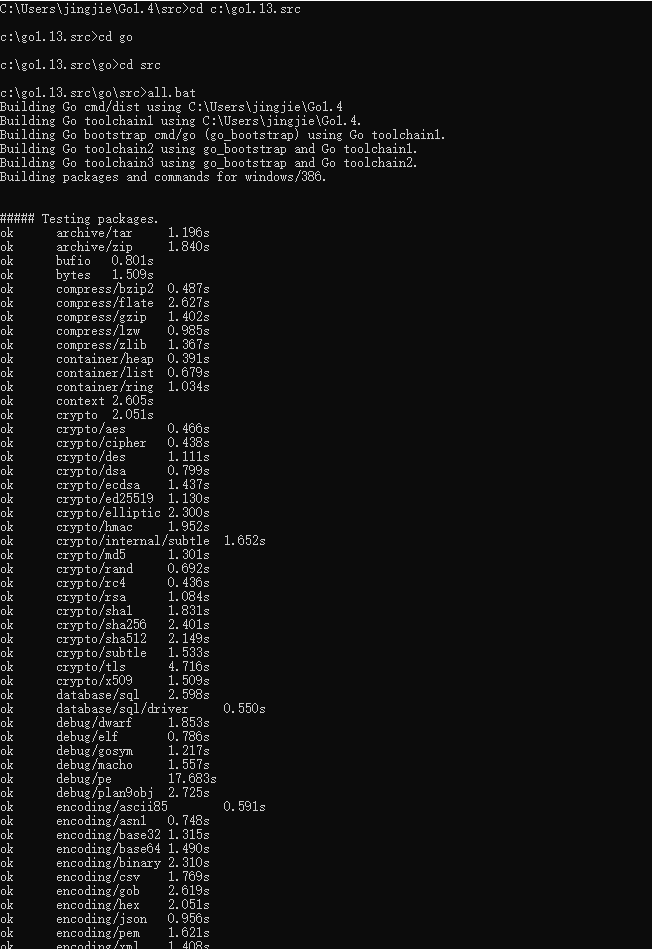 C:\Users\jingjie\Go1.4\src>cd c:\go1.13.src
c:\go1.13.src>cd go
c:\go1.13.src\go>cd src
c:\go1.13.src\go\src>all.bat
Building Go cmd/dist using C:\Users\jingjie\Go1.4
Building Go toolchain1 using C:\Users\jingjie\Go1.4.
Building Go bootstrap cmd/go (go_bootstrap) using Go toolchain1.
Building Go toolchain2 using go_bootstrap and Go toolchain1.
Building Go toolchain3 using go_bootstrap and Go toolchain2.
Building packages and commands for windows/386.
##### Testing packages.
ok archive/tar 1.196s
ok archive/zip 1.840s
ok bufio 0.801s
ok bytes 1.509s
ok compress/bzip2 0.487s
ok compress/flate 2.627s
ok compress/gzip 1.402s
ok compress/lzw 0.985s
ok compress/zlib 1.367s
ok container/heap 0.391s
ok container/list 0.679s
ok container/ring 1.034s
ok context 2.605s
ok crypto 2.051s
ok crypto/aes 0.466s
ok crypto/cipher 0.438s
ok crypto/des 1.111s
ok crypto/dsa 0.799s
ok crypto/ecdsa 1.437s
ok crypto/ed25519 1.130s
ok crypto/elliptic 2.300s
ok crypto/hmac 1.952s
ok crypto/internal/subtle 1.652s
ok crypto/md5 1.301s
ok crypto/rand 0.692s
ok crypto/rc4 0.436s
ok crypto/rsa 1.084s
ok crypto/sha1 1.831s
ok crypto/sha256 2.401s
ok crypto/sha512 2.149s
ok crypto/subtle 1.533s
ok crypto/tls 4.716s
ok crypto/x509 1.509s
ok database/sql 2.598s
ok database/sql/driver 0.550s
ok debug/dwarf 1.853s
ok debug/elf 0.786s
ok debug/gosym 1.217s
ok debug/macho 1.557s
ok debug/pe 17.683s
ok debug/plan9obj 2.725s
ok encoding/ascii85 0.591s
ok encoding/asn1 0.748s
ok encoding/base32 1.315s
ok encoding/base64 1.490s
ok encoding/binary 2.310s
ok encoding/csv 1.769s
ok encoding/gob 2.619s
ok encoding/hex 2.051s
ok encoding/json 0.956s
ok encoding/pem 1.621s
ok encoding/xml 1.408s